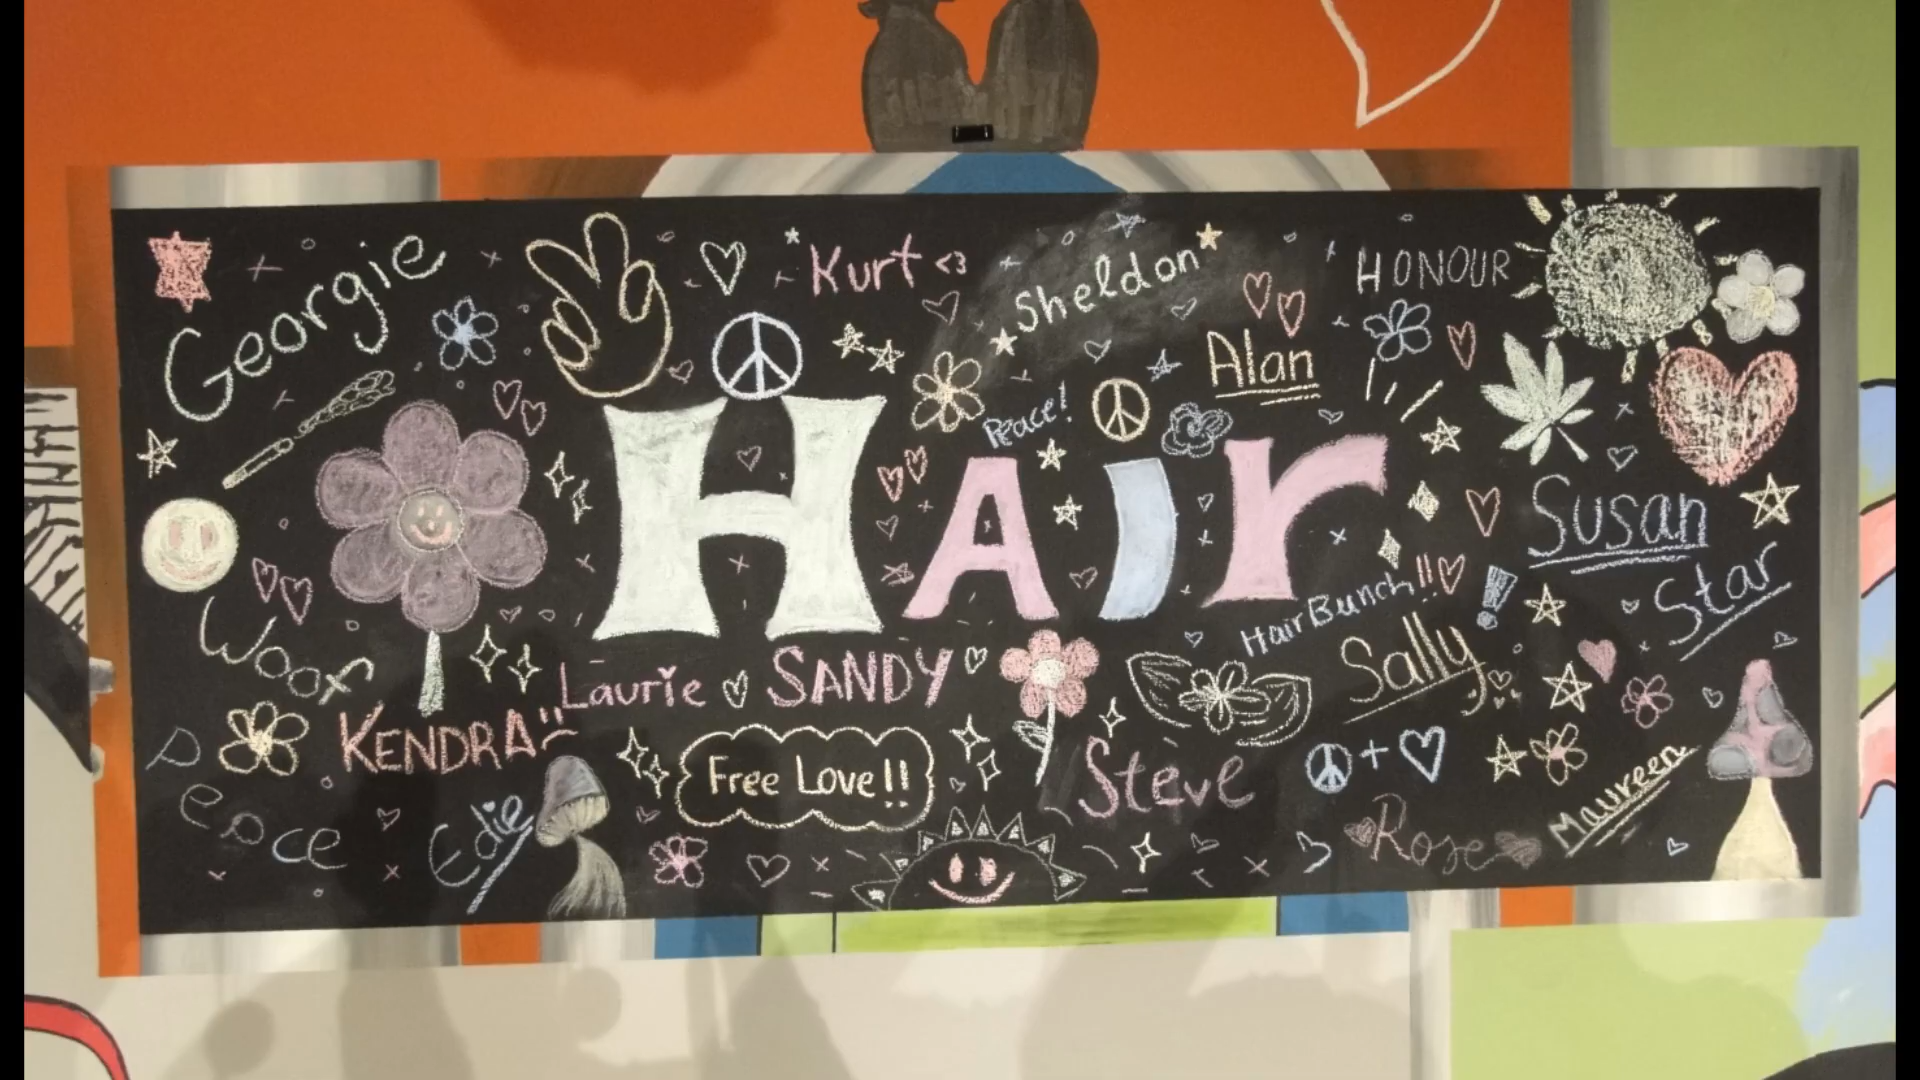 Georgie
Kurt <3
Sheldon
HONOUR
Alan
Peace!
HAIr
Susan
Star
HairBunch!!
Woof
Laurie
SANDY
Sally
KENDRA!!
Free Love!!
Steve
Peace
Edie
Rose
Maureen